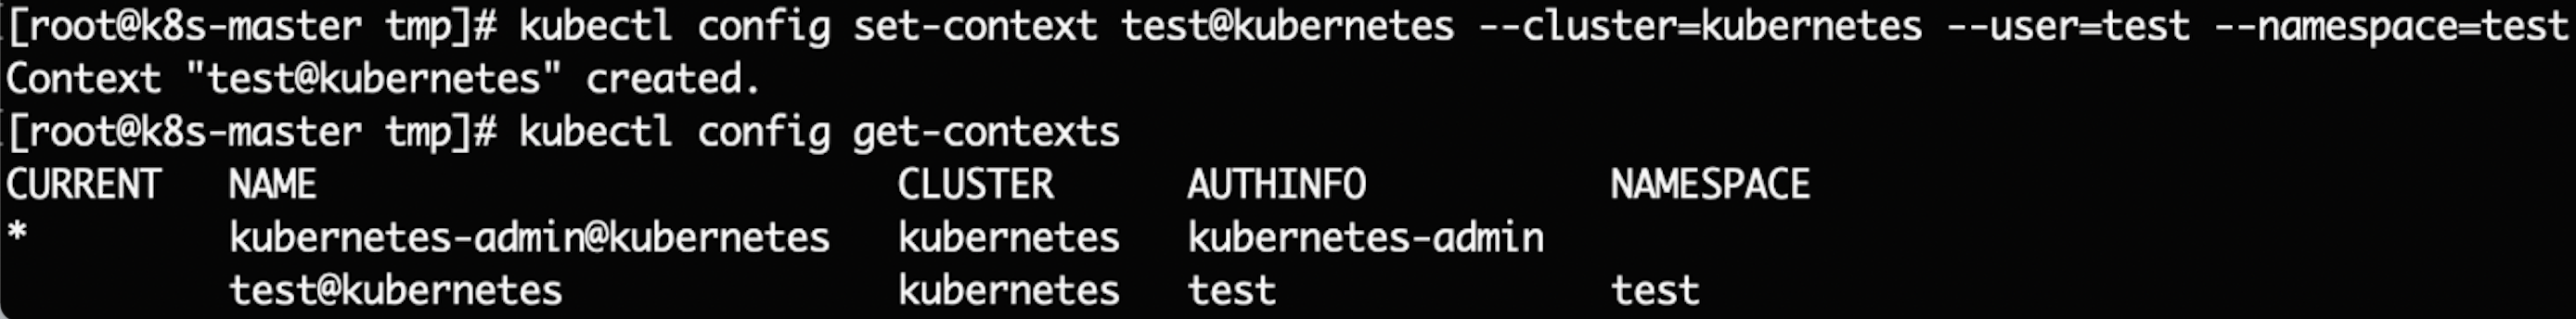 [root@k8s-master tmp]# kubectl config set-context test@kubernetes --cluster=kubernetes --user=test --namespace=test
Context "test@kubernetes" created.
[root@k8s-master tmp]# kubectl config get-contexts
CURRENT   NAME                          CLUSTER      AUTHINFO           NAMESPACE
*         kubernetes-admin@kubernetes   kubernetes   kubernetes-admin
          test@kubernetes               kubernetes   test               test